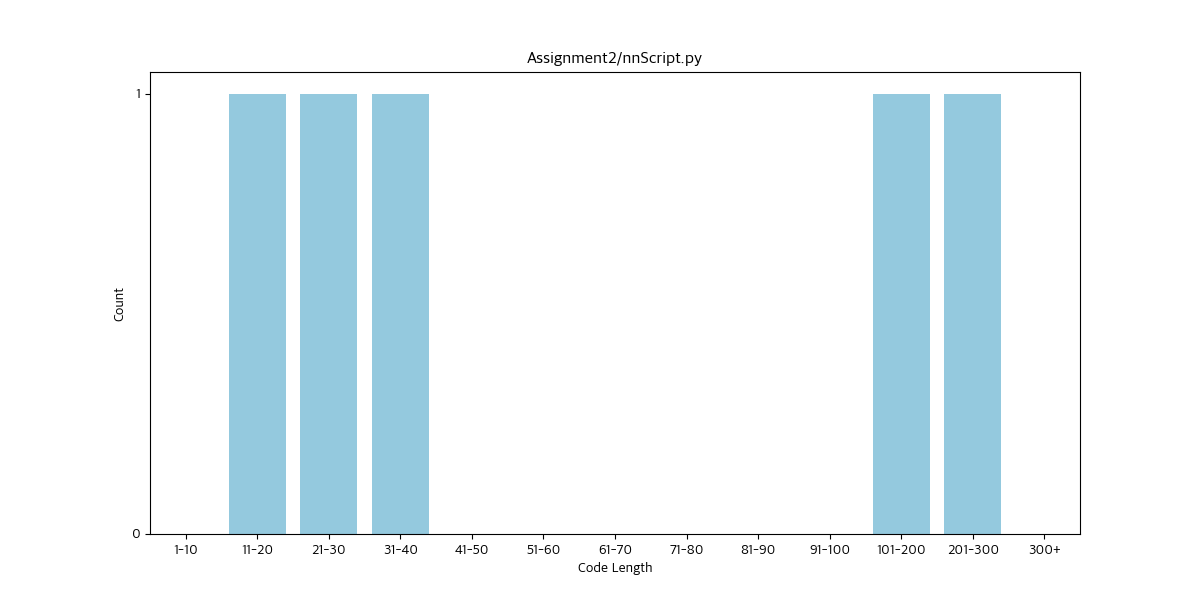 Assignment2/nnScript.py
1
Count
0
1-10 11-20 21-30 31-40 41-50 51-60 61-70 71-80 81-90 91-100 101-200 201-300 300+
Code Length